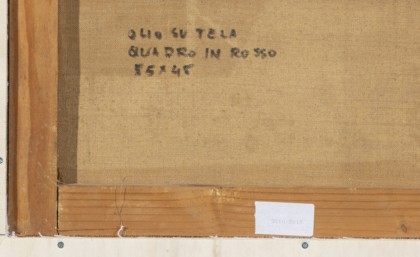 OLIO SU TELA
QUADRO IN ROSSO
55×45